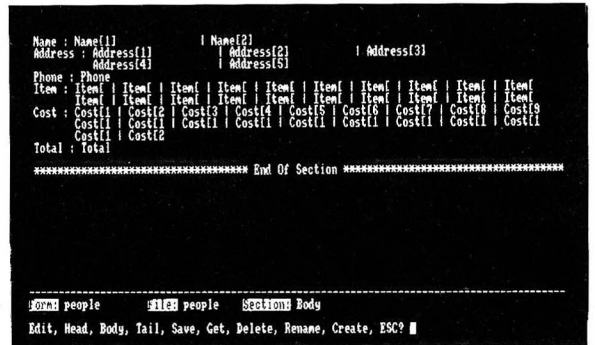 Name : Name[1] | Name[2]
Address : Address[1] | Address[2] | Address[3]
Address[4] | Address[5]
Phone : Phone
Item : Item[ | Item[ | Item[ | Item[ | Item[ | Item[ | Item[ | Item[ | Item[ | Item[
Item[ | Item[ | Item[ | Item[ | Item[ | Item[ | Item[ | Item[ | Item[ | Item[
Cost : Cost[1 | Cost[2 | Cost[3 | Cost[4 | Cost[5 | Cost[6 | Cost[7 | Cost[8 | Cost[9
Cost[1 | Cost[1 | Cost[1 | Cost[1 | Cost[1 | Cost[1 | Cost[1 | Cost[1 | Cost[1
Cost[1 | Cost[2
Total : Total
********************************** End Of Section ***********************************
Form: people File: people Section: Body
Edit, Head, Body, Tail, Save, Get, Delete, Rename, Create, ESC?